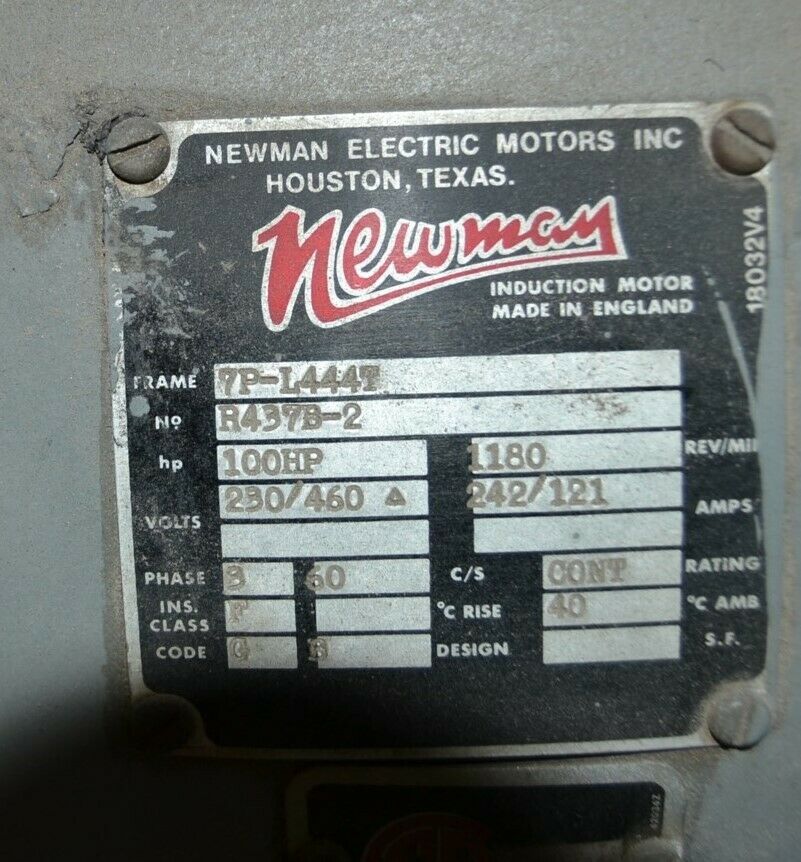 NEWMAN ELECTRIC MOTORS INC
HOUSTON, TEXAS.
Newman
INDUCTION MOTOR
MADE IN ENGLAND
18032V4
FRAME 7P-L444T
No R437B-2
hp 100HP 1180 REV/MIN
VOLTS 230/460 Δ 242/121 AMPS
PHASE 3 60 C/S CONT RATING
INS. CLASS F °C RISE 40 °C AMB
CODE G B DESIGN S.F.